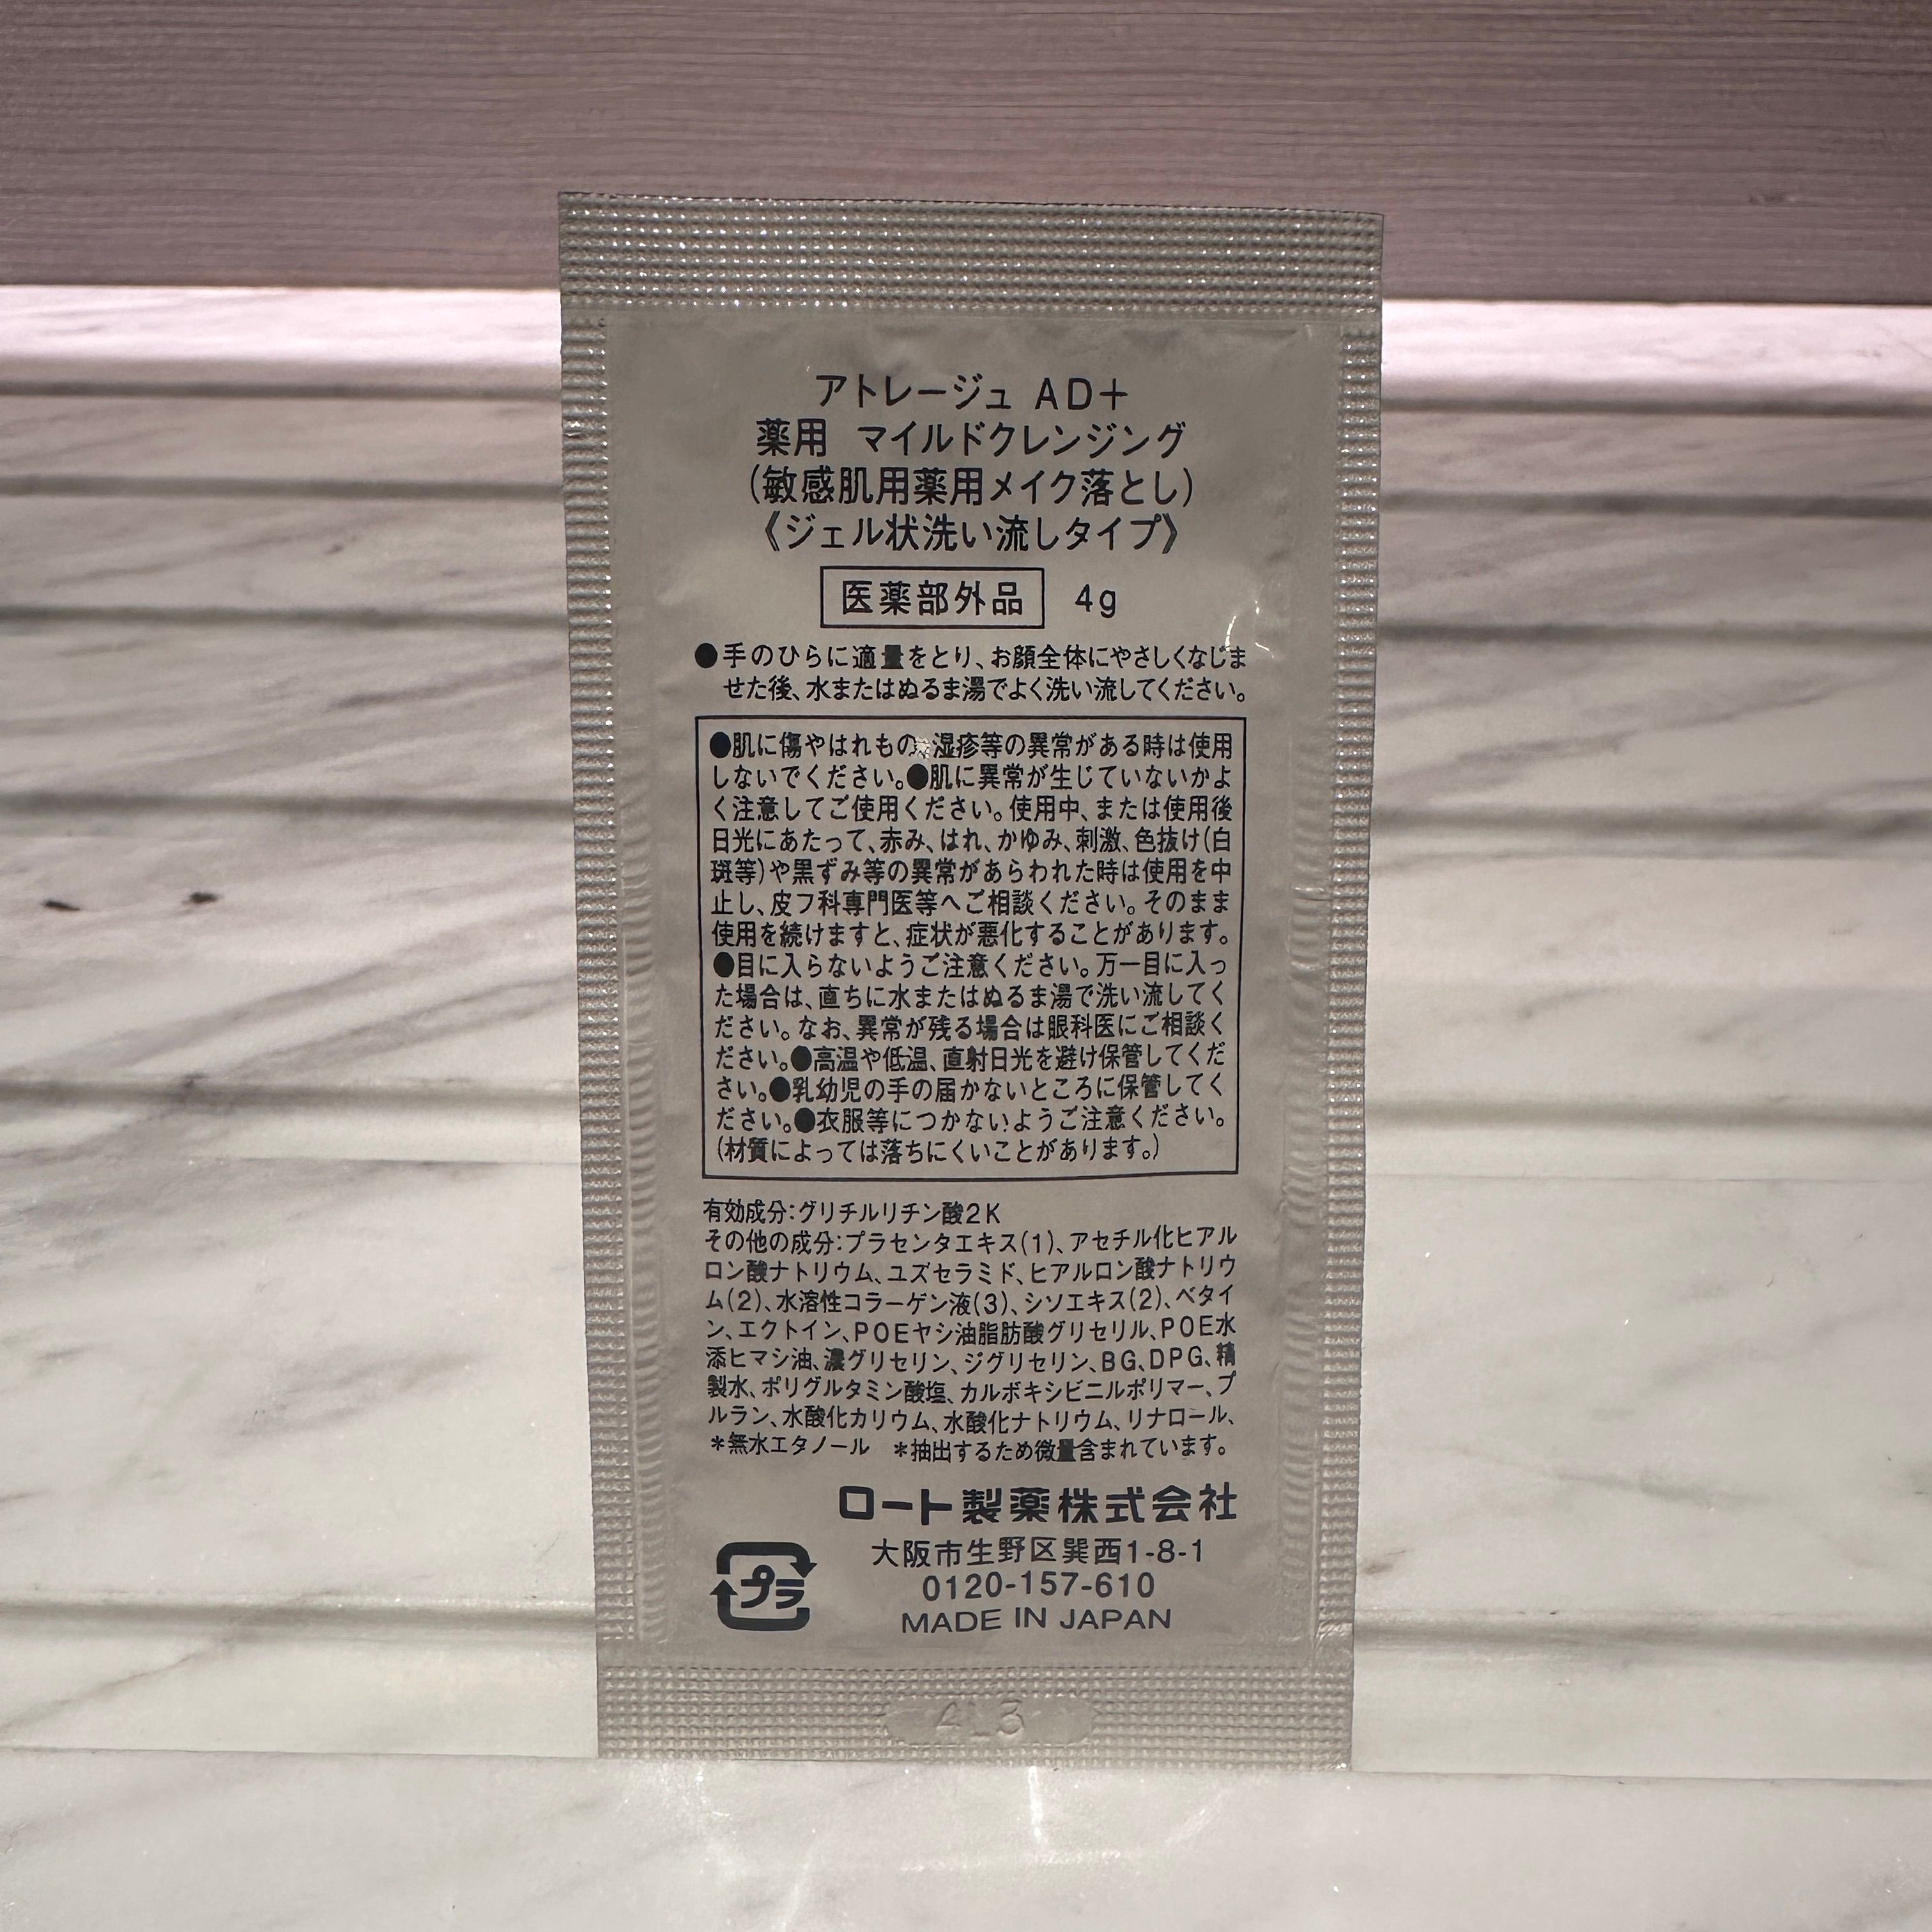 アトレージュ AD＋
薬用 マイルドクレンジング
(敏感肌用薬用メイク落とし)
《ジェル状洗い流しタイプ》
医薬部外品 4g
●手のひらに適量をとり、お顔全体にやさしくなじま
せた後、水またはぬるま湯でよく洗い流してください。
●肌に傷やはれもの、湿疹等の異常がある時は使用
しないでください。●肌に異常が生じていないかよ
く注意してご使用ください。使用中、または使用後
日光にあたって、赤み、はれ、かゆみ、刺激、色抜け(白
斑等)や黒ずみ等の異常があらわれた時は使用を中
止し、皮フ科専門医等へご相談ください。そのまま
使用を続けますと、症状が悪化することがあります。
●目に入らないようご注意ください。万一目に入っ
た場合は、直ちに水またはぬるま湯で洗い流してく
ださい。なお、異常が残る場合は眼科医にご相談く
ださい。●高温や低温、直射日光を避け保管してくだ
さい。●乳幼児の手の届かないところに保管してく
ださい。●衣服等につかないようご注意ください。
(材質によっては落ちにくいことがあります。)
有効成分:グリチルリチン酸2K
その他の成分:プラセンタエキス(1)、アセチル化ヒアル
ロン酸ナトリウム、ユズセラミド、ヒアルロン酸ナトリウ
ム(2)、水溶性コラーゲン液(3)、シソエキス(2)、ベタイ
ン、エクトイン、POEヤシ油脂肪酸グリセリル、POE水
添ヒマシ油、濃グリセリン、ジグリセリン、BG、DPG、精
製水、ポリグルタミン酸塩、カルボキシビニルポリマー、プ
ルラン、水酸化カリウム、水酸化ナトリウム、リナロール、
＊無水エタノール ＊抽出するため微量含まれています。
ロート製薬株式会社
大阪市生野区巽西1-8-1
プラ
0120-157-610
MADE IN JAPAN